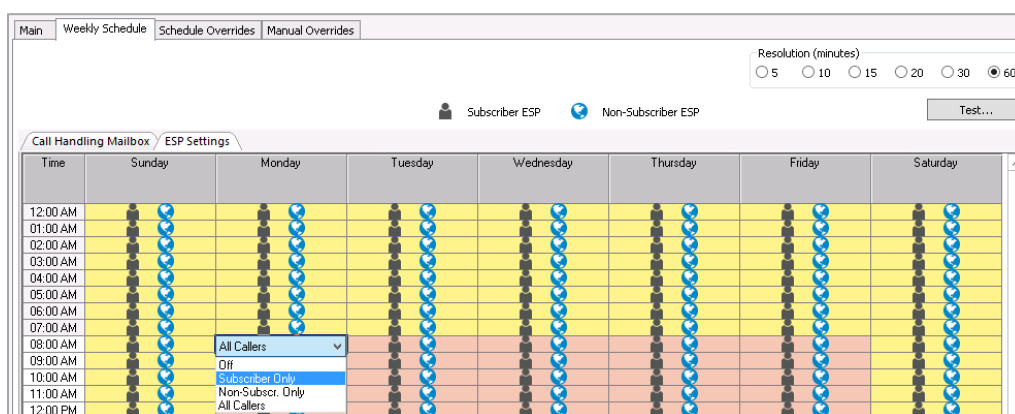 Main Weekly Schedule Schedule Overrides Manual Overrides
Resolution (minutes)
5 10 15 20 30 60
Subscriber ESP Non-Subscriber ESP Test...
Call Handling Mailbox ESP Settings
Time Sunday Monday Tuesday Wednesday Thursday Friday Saturday
12:00 AM
01:00 AM
02:00 AM
03:00 AM
04:00 AM
05:00 AM
06:00 AM
07:00 AM
08:00 AM All Callers
09:00 AM Off
10:00 AM Subscriber Only
11:00 AM Non-Subscr. Only
12:00 PM All Callers